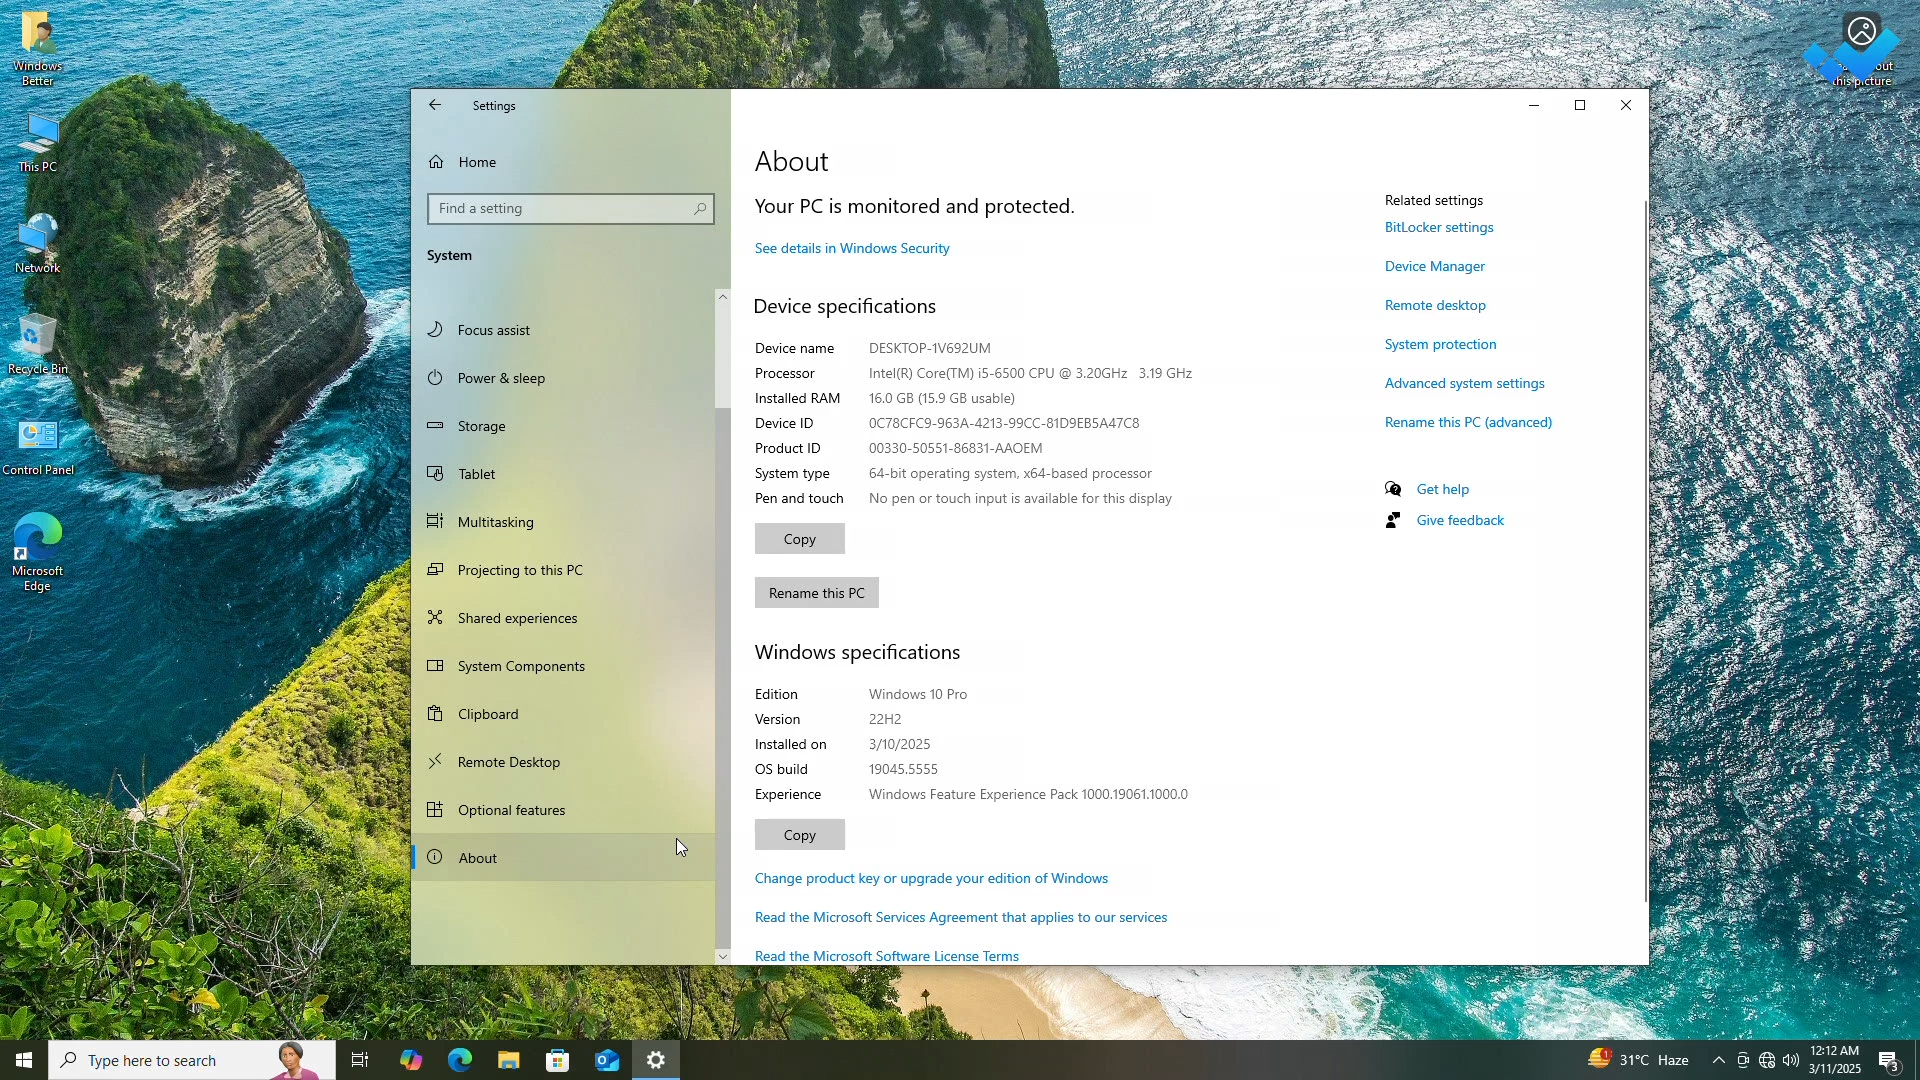 Windows
Better
This PC
Network
Recycle Bin
Control Panel
Microsoft
Edge
out
this picture
Settings
Home
Find a setting
System
Focus assist
Power & sleep
Storage
Tablet
Multitasking
Projecting to this PC
Shared experiences
System Components
Clipboard
Remote Desktop
Optional features
About
About
Your PC is monitored and protected.
See details in Windows Security
Device specifications
Device name DESKTOP-1V692UM
Processor Intel(R) Core(TM) i5-6500 CPU @ 3.20GHz 3.19 GHz
Installed RAM 16.0 GB (15.9 GB usable)
Device ID 0C78CFC9-963A-4213-99CC-81D9EB5A47C8
Product ID 00330-50551-86831-AAOEM
System type 64-bit operating system, x64-based processor
Pen and touch No pen or touch input is available for this display
Copy
Rename this PC
Windows specifications
Edition Windows 10 Pro
Version 22H2
Installed on 3/10/2025
OS build 19045.5555
Experience Windows Feature Experience Pack 1000.19061.1000.0
Copy
Change product key or upgrade your edition of Windows
Read the Microsoft Services Agreement that applies to our services
Read the Microsoft Software License Terms
Related settings
BitLocker settings
Device Manager
Remote desktop
System protection
Advanced system settings
Rename this PC (advanced)
Get help
Give feedback
Type here to search
1
31°C Haze
12:12 AM
3/11/2025
3